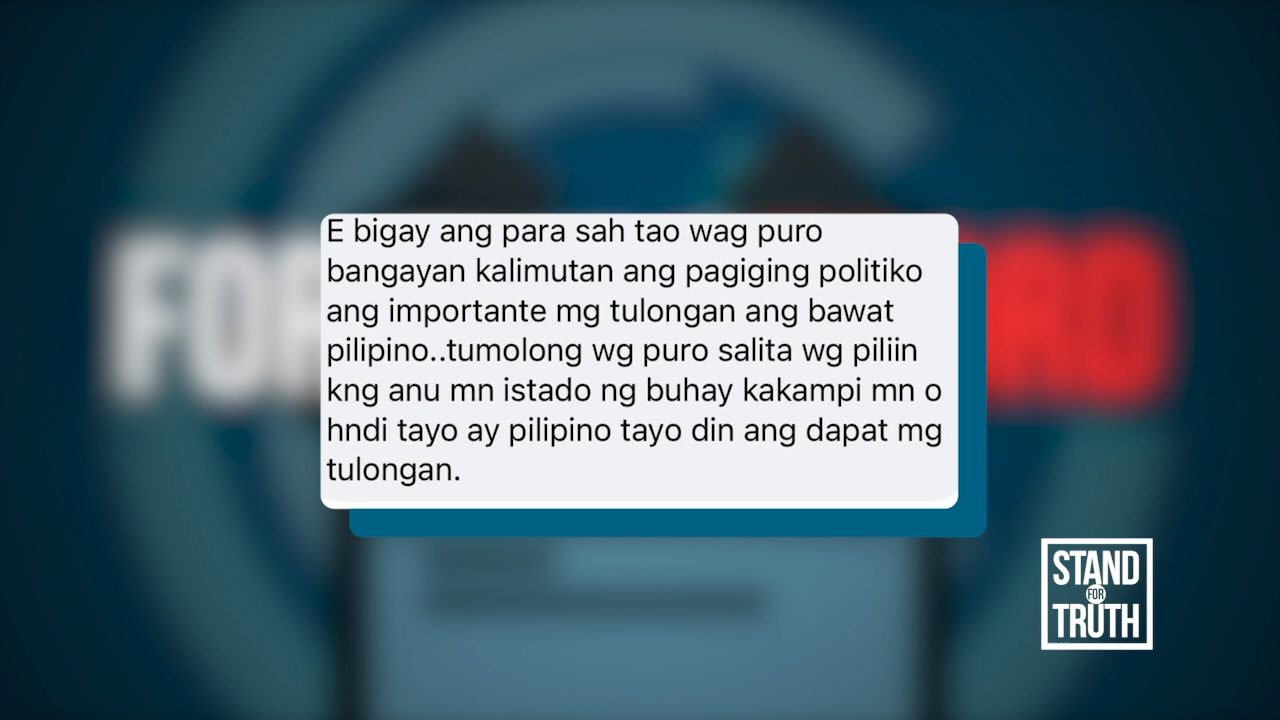 E bigay ang para sah tao wag puro
bangayan kalimutan ang pagiging politiko
ang importante mg tulongan ang bawat
pilipino..tumolong wg puro salita wg piliin
kng anu mn istado ng buhay kakampi mn o
hndi tayo ay pilipino tayo din ang dapat mg
tulongan.
STAND
FOR
TRUTH